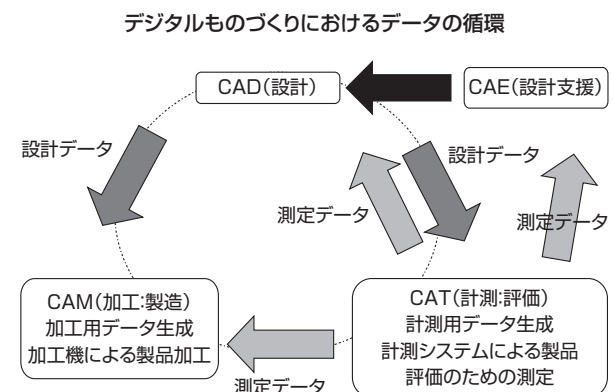 デジタルものづくりにおけるデータの循環
CAD(設計)
CAE(設計支援)
設計データ
設計データ
測定データ
測定データ
CAM(加工:製造)
加工用データ生成
加工機による製品加工
CAT(計測:評価)
計測用データ生成
計測システムによる製品
評価のための測定
測定データ